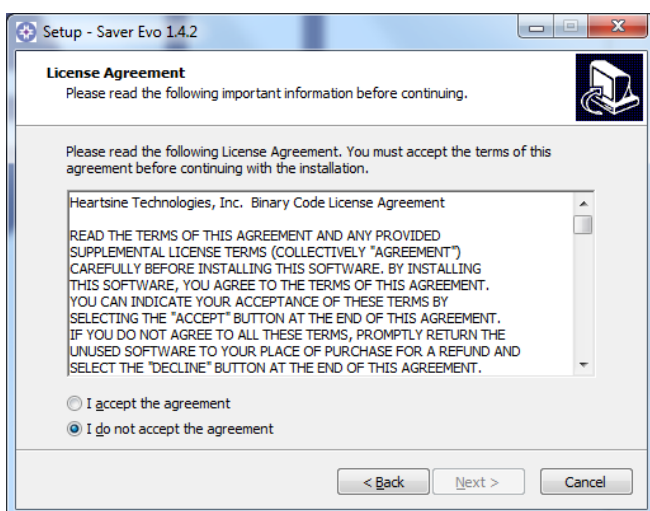 Setup - Saver Evo 1.4.2
License Agreement
Please read the following important information before continuing.
Please read the following License Agreement. You must accept the terms of this
agreement before continuing with the installation.
Heartsine Technologies, Inc.  Binary Code License Agreement
READ THE TERMS OF THIS AGREEMENT AND ANY PROVIDED
SUPPLEMENTAL LICENSE TERMS (COLLECTIVELY "AGREEMENT")
CAREFULLY BEFORE INSTALLING THIS SOFTWARE. BY INSTALLING
THIS SOFTWARE, YOU AGREE TO THE TERMS OF THIS AGREEMENT.
YOU CAN INDICATE YOUR ACCEPTANCE OF THESE TERMS BY
SELECTING THE "ACCEPT" BUTTON AT THE END OF THIS AGREEMENT.
IF YOU DO NOT AGREE TO ALL THESE TERMS, PROMPTLY RETURN THE
UNUSED SOFTWARE TO YOUR PLACE OF PURCHASE FOR A REFUND AND
SELECT THE "DECLINE" BUTTON AT THE END OF THIS AGREEMENT.
I accept the agreement
I do not accept the agreement
< Back Next > Cancel